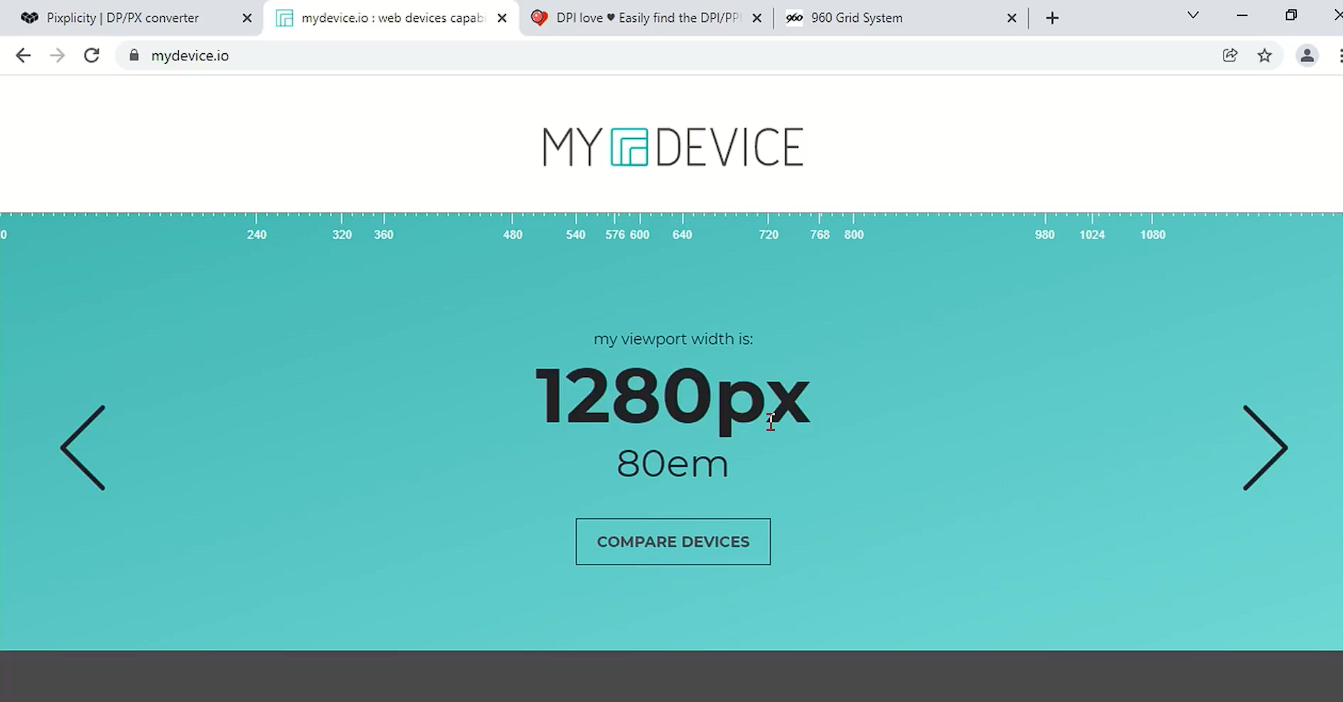 Pixplicity | DP/PX converter
mydevice.io : web devices capabi
DPI love ♥ Easily find the DPI/PP
960 960 Grid System
mydevice.io
MY DEVICE
0 240 320 360 480 540 576 600 640 720 768 800 980 1024 1080
my viewport width is:
1280px
80em
COMPARE DEVICES